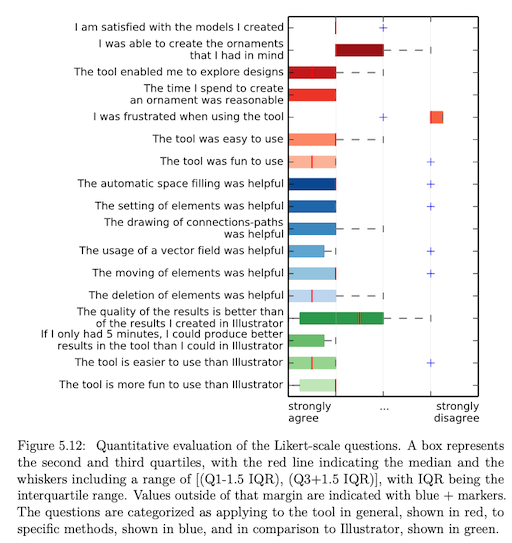 I am satisfied with the models I created
I was able to create the ornaments
that I had in mind
The tool enabled me to explore designs
The time I spend to create
an ornament was reasonable
I was frustrated when using the tool
The tool was easy to use
The tool was fun to use
The automatic space filling was helpful
The setting of elements was helpful
The drawing of connections-paths
was helpful
The usage of a vector field was helpful
The moving of elements was helpful
The deletion of elements was helpful
The quality of the results is better than
of the results I created in Illustrator
If I only had 5 minutes, I could produce better
results in the tool than I could in Illustrator
The tool is easier to use than Illustrator
The tool is more fun to use than Illustrator
strongly agree
...
strongly disagree
Figure 5.12: Quantitative evaluation of the Likert-scale questions. A box represents
the second and third quartiles, with the red line indicating the median and the
whiskers including a range of [(Q1-1.5 IQR), (Q3+1.5 IQR)], with IQR being the
interquartile range. Values outside of that margin are indicated with blue + markers.
The questions are categorized as applying to the tool in general, shown in red, to
specific methods, shown in blue, and in comparison to Illustrator, shown in green.